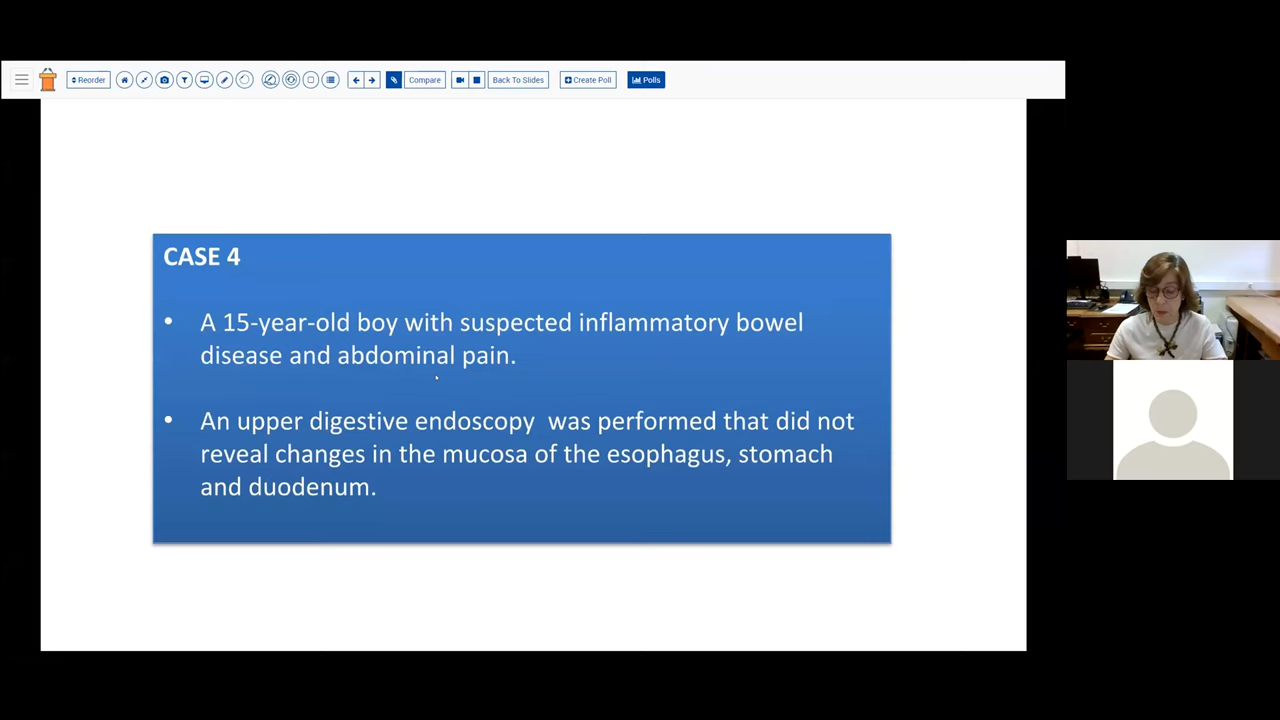 Reorder Compare Back To Slides Create Poll Polls
CASE 4
• A 15-year-old boy with suspected inflammatory bowel
disease and abdominal pain.
• An upper digestive endoscopy was performed that did not
reveal changes in the mucosa of the esophagus, stomach
and duodenum.